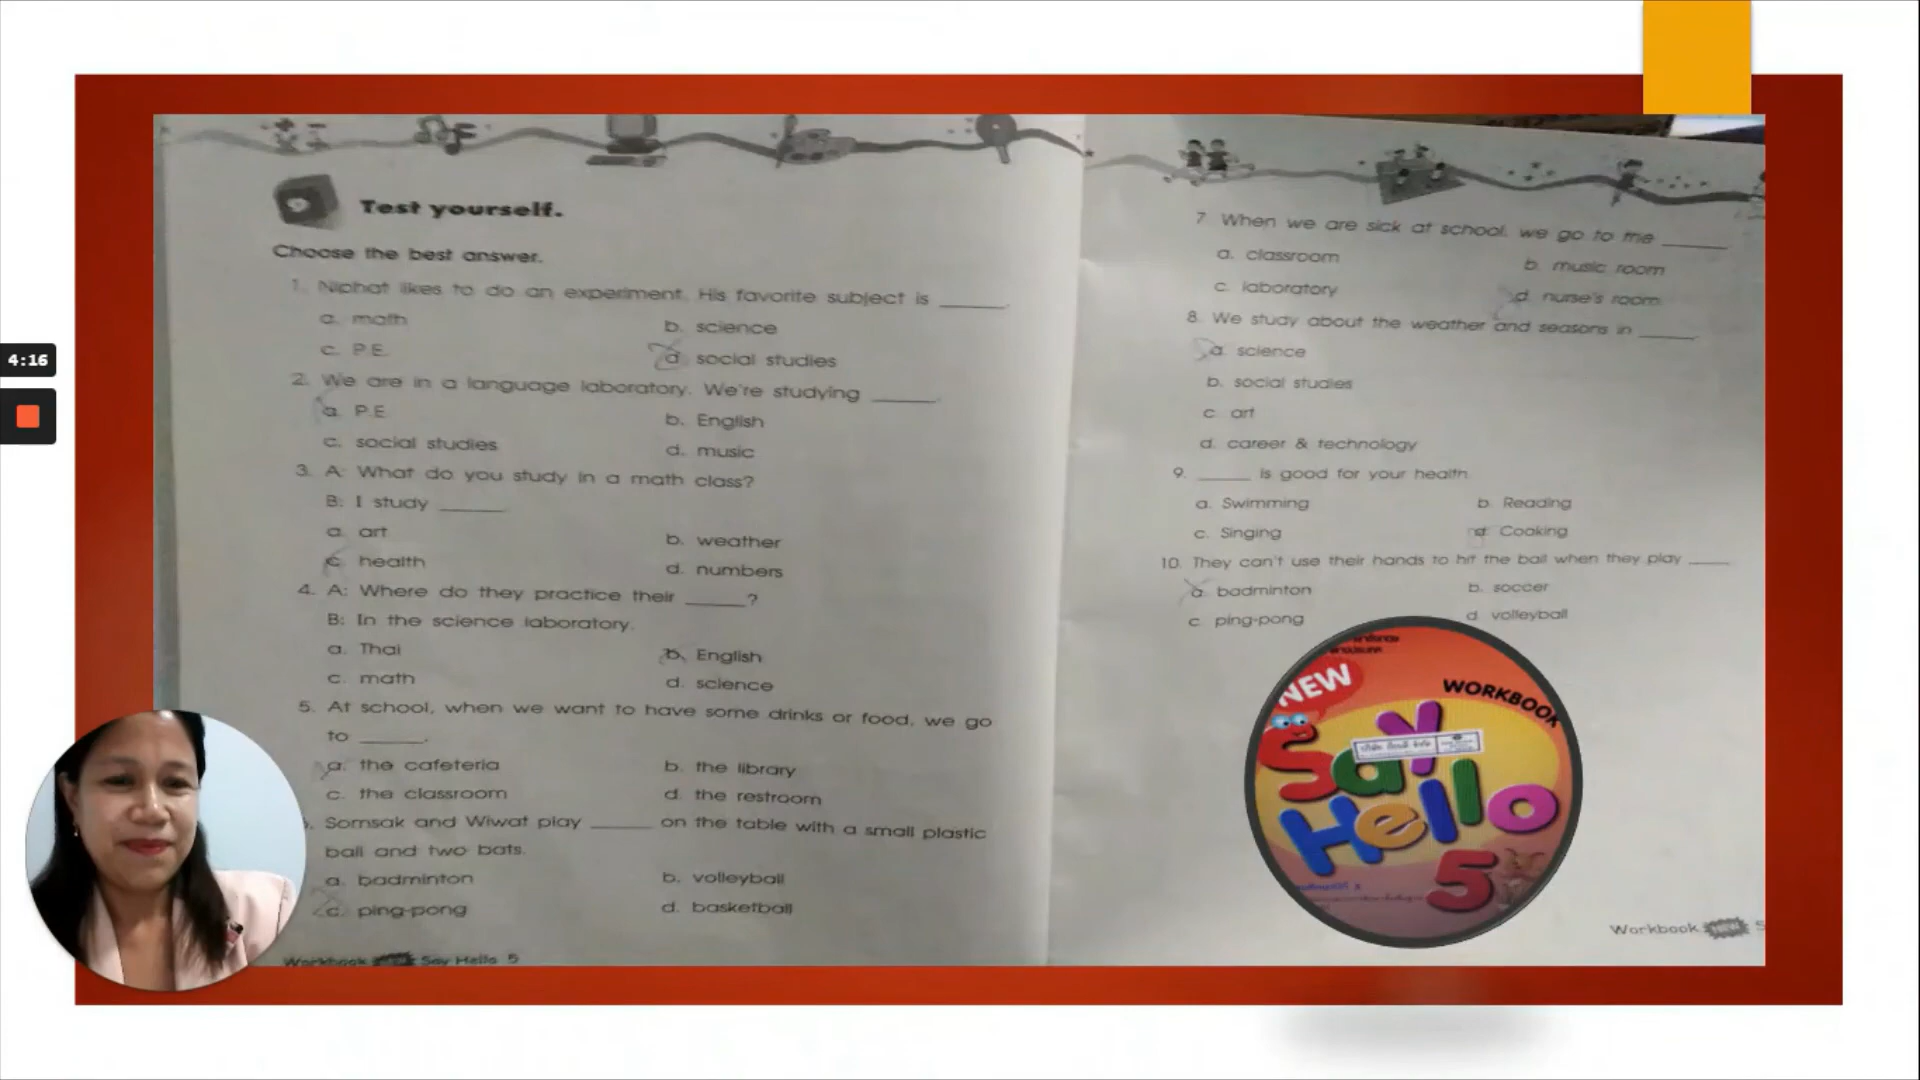 4:16
Test yourself.
Choose the best answer.
1. Niphat likes to do an experiment. His favorite subject is ______.
a. math
b. science
c. P.E.
d. social studies
2. We are in a language laboratory. We're studying ______.
a. P.E.
b. English
c. social studies
d. music
3. A: What do you study in a math class?
B: I study ______
a. art
b. weather
c. health
d. numbers
4. A: Where do they practice their ______?
B: In the science laboratory.
a. Thai
b. English
c. math
d. science
5. At school, when we want to have some drinks or food, we go
to ______.
a. the cafeteria
b. the library
c. the classroom
d. the restroom
Somsak and Wiwat play ______ on the table with a small plastic
ball and two bats.
a. badminton
b. volleyball
c. ping-pong
d. basketball
Workbook NEW Say Hello 5
7. When we are sick at school, we go to the ______
a. classroom
b. music room
c. laboratory
d. nurse's room
8. We study about the weather and seasons in ______.
a. science
b. social studies
c. art
d. career & technology
9. ______ is good for your health.
a. Swimming
b. Reading
c. Singing
d. Coaking
10. They can't use their hands to hit the ball when they play ______
a. badminton
b. soccer
c. ping-pong
d. volleyball
NEW
WORKBOOK
Say
Hello
5
Workbook NEW S